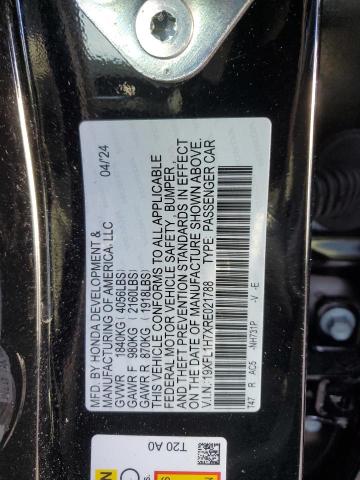 MFD. BY HONDA DEVELOPMENT &
MANUFACTURING OF AMERICA, LLC
04/24
GVWR 1840KG (4056LBS)
GAWR F 980KG (2160LBS)
GAWR R 870KG (1918LBS)
THIS VEHICLE CONFORMS TO ALL APPLICABLE
FEDERAL MOTOR VEHICLE SAFETY, BUMPER,
AND THEFT PREVENTION STANDARDS IN EFFECT
ON THE DATE OF MANUFACTURE SHOWN ABOVE.
V.I.N: 19XFL1H7XRE021788 TYPE: PASSENGER CAR
T47 R AC5 -NH731P -V -E
T20 A0